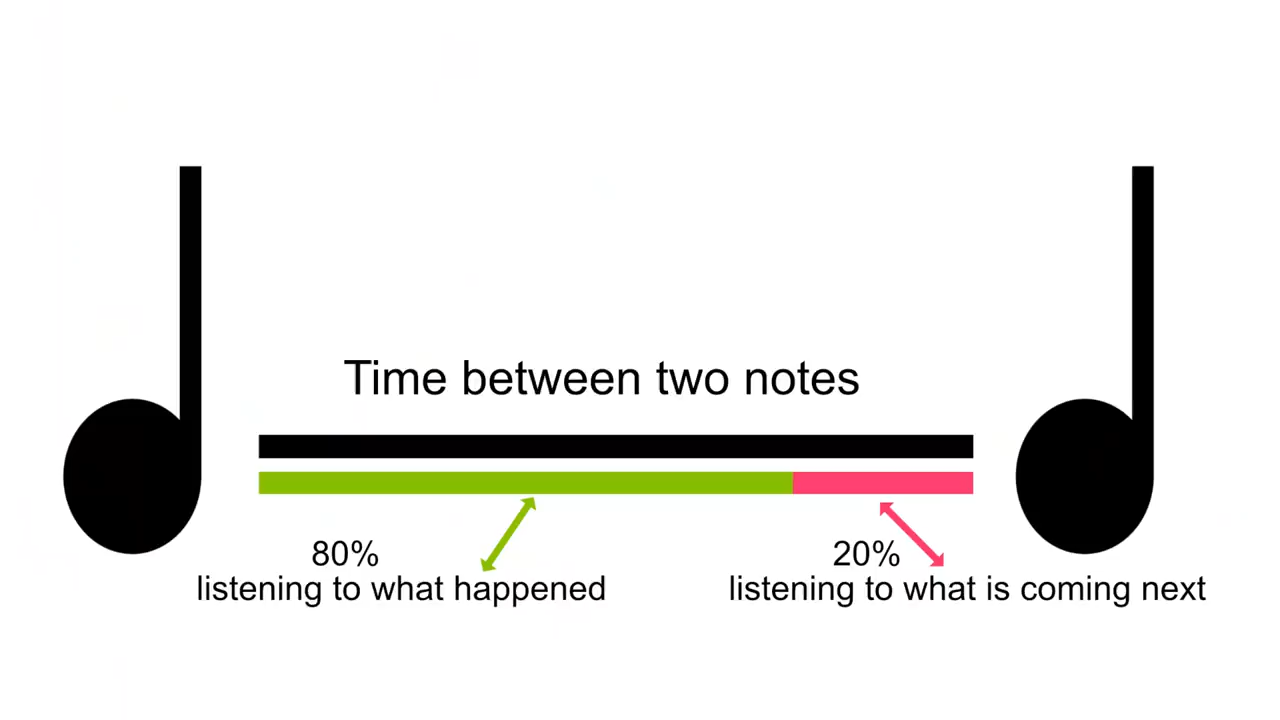 Time between two notes
80%
listening to what happened
20%
listening to what is coming next